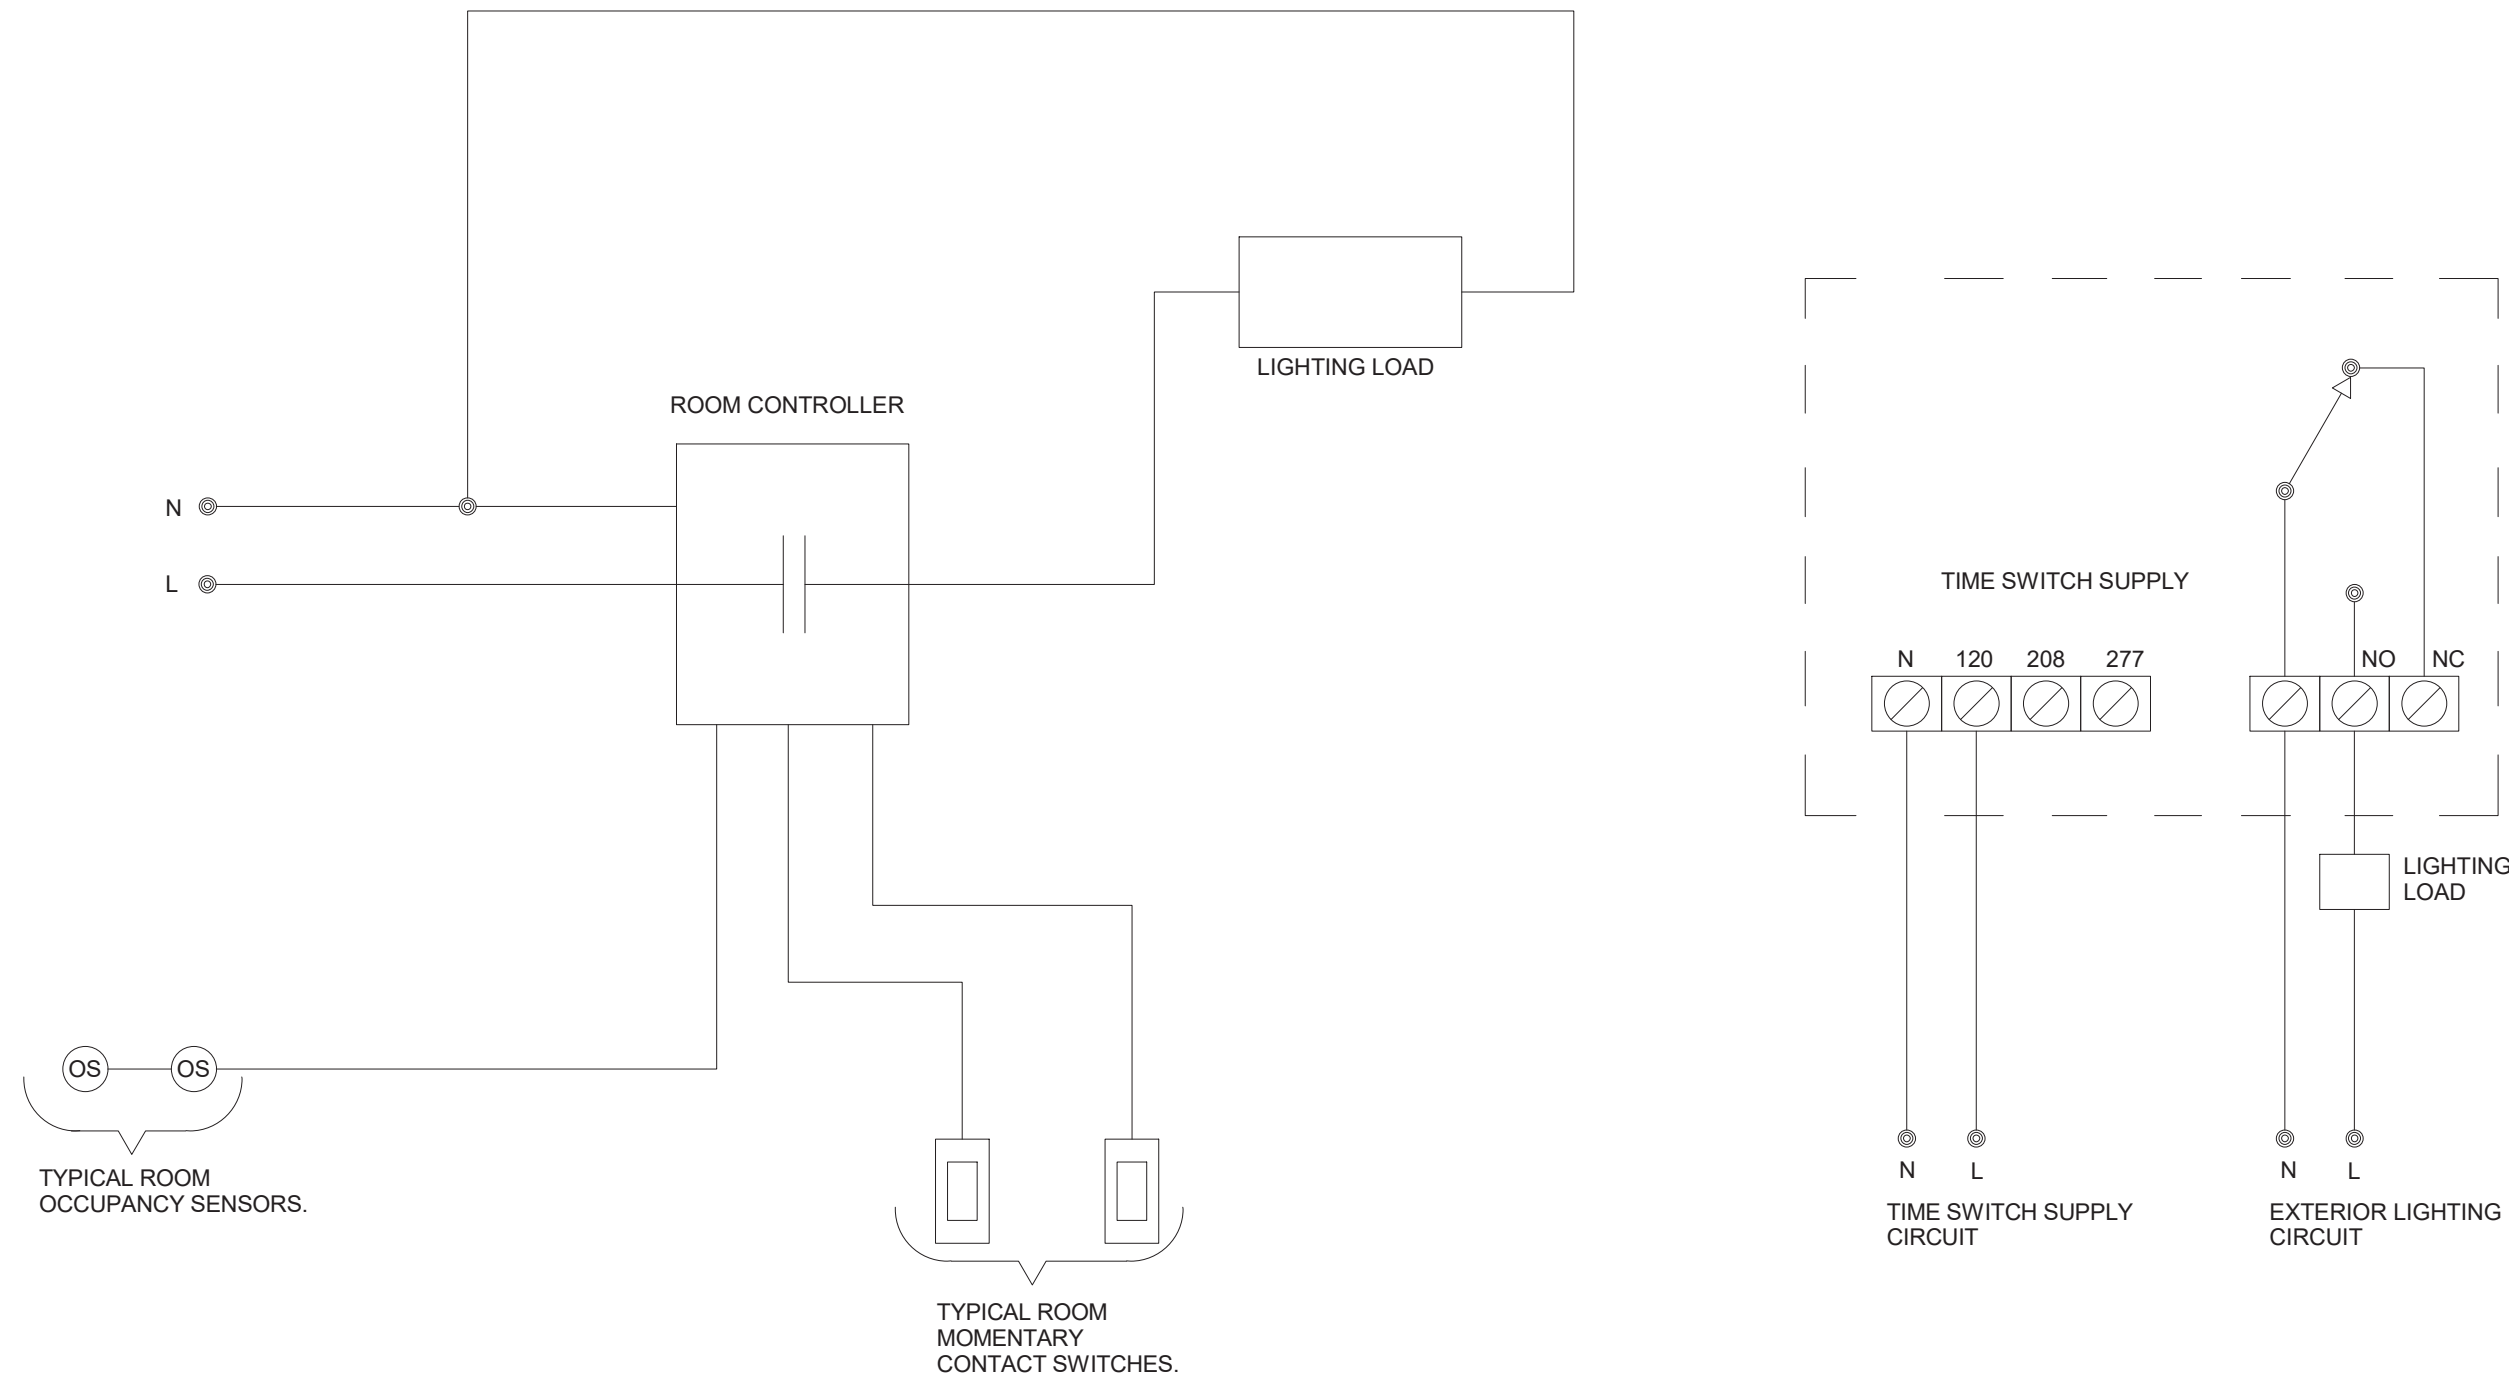 LIGHTING LOAD
ROOM CONTROLLER
N
L
OS
OS
TYPICAL ROOM
OCCUPANCY SENSORS.
TYPICAL ROOM
MOMENTARY
CONTACT SWITCHES.
TIME SWITCH SUPPLY
N 120 208 277
NO NC
LIGHTING
LOAD
N L
TIME SWITCH SUPPLY
CIRCUIT
N L
EXTERIOR LIGHTING
CIRCUIT